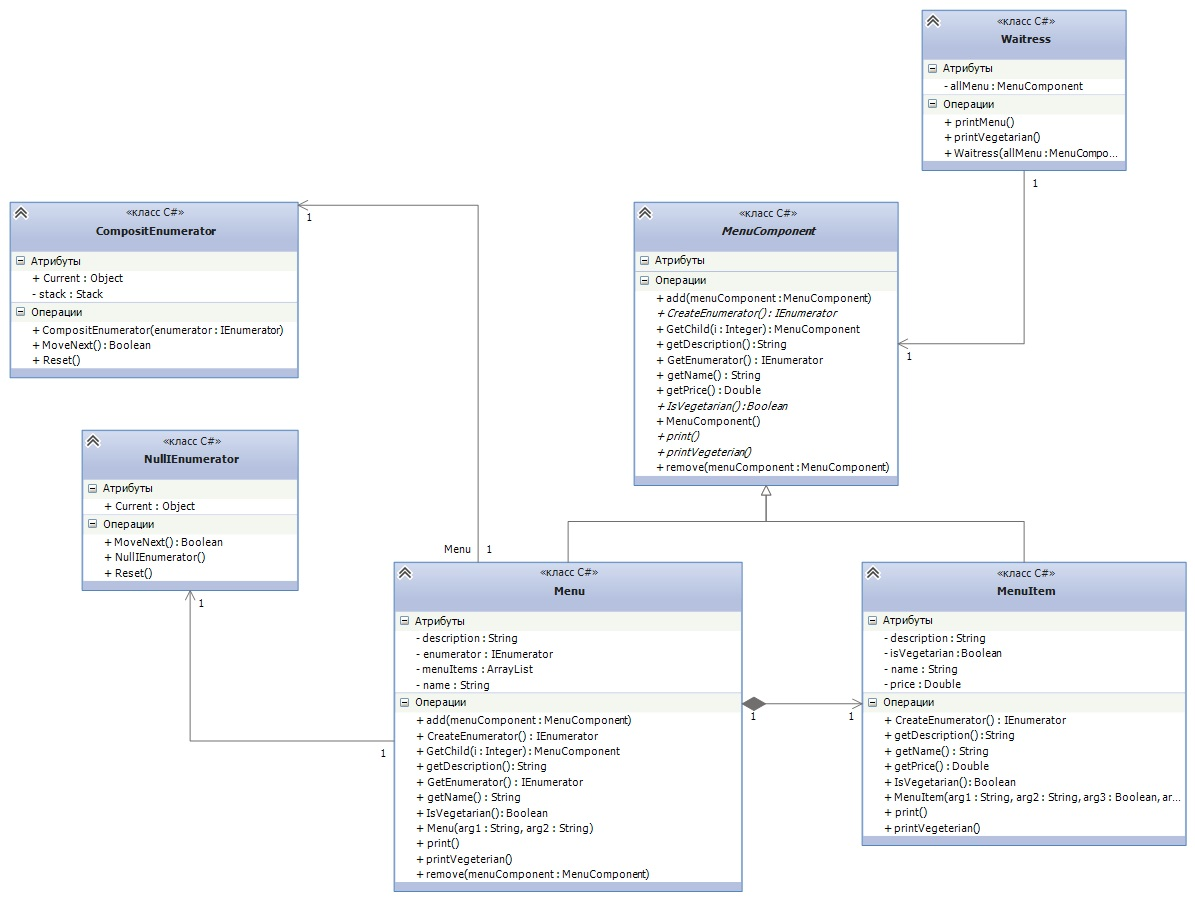 «класс C#»
Waitress
Атрибуты
- allMenu : MenuComponent
Операции
+ printMenu()
+ printVegetarian()
+ Waitress(allMenu : MenuCompo...
1
1
«класс C#»
CompositEnumerator
Атрибуты
+ Current : Object
- stack : Stack
Операции
+ CompositEnumerator(enumerator : IEnumerator)
+ MoveNext() : Boolean
+ Reset()
1
«класс C#»
MenuComponent
Атрибуты
Операции
+ add(menuComponent : MenuComponent)
+ CreateEnumerator() : IEnumerator
+ GetChild(i : Integer) : MenuComponent
+ getDescription() : String
+ GetEnumerator() : IEnumerator
+ getName() : String
+ getPrice() : Double
+ IsVegetarian() : Boolean
+ MenuComponent()
+ print()
+ printVegeterian()
+ remove(menuComponent : MenuComponent)
«класс C#»
NullIEnumerator
Атрибуты
+ Current : Object
Операции
+ MoveNext() : Boolean
+ NullIEnumerator()
+ Reset()
1
Menu 1
1
«класс C#»
Menu
Атрибуты
- description : String
- enumerator : IEnumerator
- menuItems : ArrayList
- name : String
Операции
+ add(menuComponent : MenuComponent)
+ CreateEnumerator() : IEnumerator
+ GetChild(i : Integer) : MenuComponent
+ getDescription() : String
+ GetEnumerator() : IEnumerator
+ getName() : String
+ IsVegetarian() : Boolean
+ Menu(arg1 : String, arg2 : String)
+ print()
+ printVegeterian()
+ remove(menuComponent : MenuComponent)
1
1
«класс C#»
MenuItem
Атрибуты
- description : String
- isVegetarian : Boolean
- name : String
- price : Double
Операции
+ CreateEnumerator() : IEnumerator
+ getDescription() : String
+ getName() : String
+ getPrice() : Double
+ IsVegetarian() : Boolean
+ MenuItem(arg1 : String, arg2 : String, arg3 : Boolean, ar...
+ print()
+ printVegeterian()